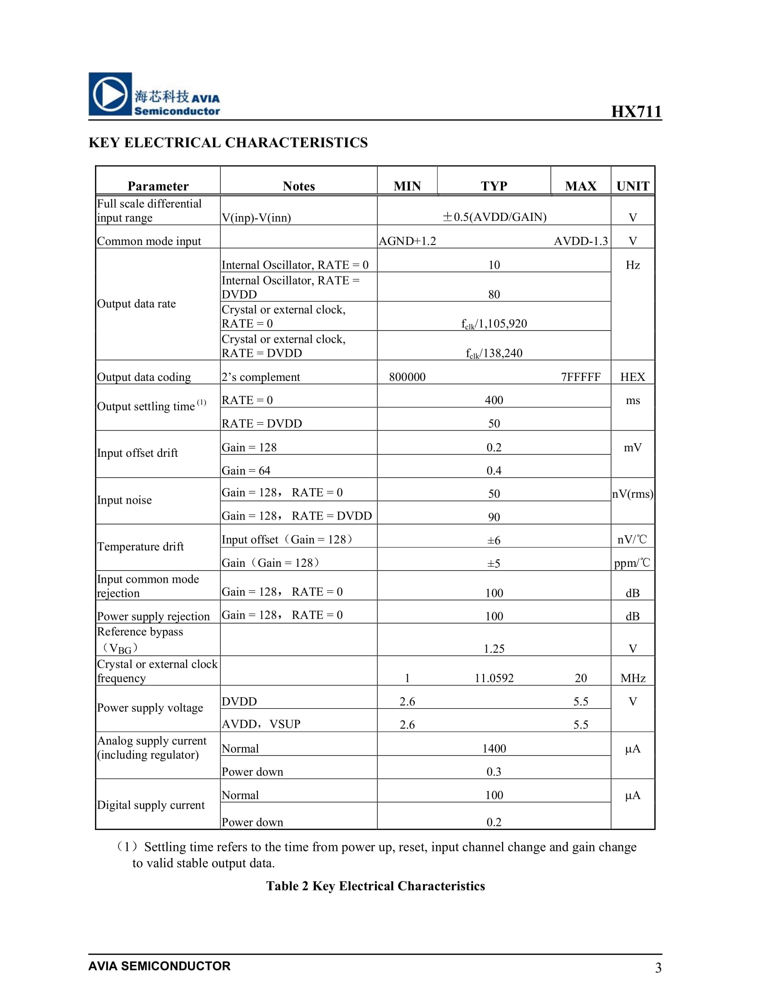 海芯科技 AVIA
Semiconductor
HX711
KEY ELECTRICAL CHARACTERISTICS
Parameter Notes MIN TYP MAX UNIT
Full scale differential
input range V(inp)-V(inn) ±0.5(AVDD/GAIN) V
Common mode input AGND+1.2 AVDD-1.3 V
Output data rate
Internal Oscillator, RATE = 0 10 Hz
Internal Oscillator, RATE =
DVDD 80
Crystal or external clock,
RATE = 0 fclk/1,105,920
Crystal or external clock,
RATE = DVDD fclk/138,240
Output data coding 2’s complement 800000 7FFFFF HEX
Output settling time (1)
RATE = 0 400 ms
RATE = DVDD 50
Input offset drift
Gain = 128 0.2 mV
Gain = 64 0.4
Input noise
Gain = 128， RATE = 0 50 nV(rms)
Gain = 128， RATE = DVDD 90
Temperature drift
Input offset（Gain = 128） ±6 nV/℃
Gain（Gain = 128） ±5 ppm/℃
Input common mode
rejection Gain = 128， RATE = 0 100 dB
Power supply rejection Gain = 128， RATE = 0 100 dB
Reference bypass
（VBG） 1.25 V
Crystal or external clock
frequency 1 11.0592 20 MHz
Power supply voltage
DVDD 2.6 5.5 V
AVDD，VSUP 2.6 5.5
Analog supply current
(including regulator)
Normal 1400 μA
Power down 0.3
Digital supply current
Normal 100 μA
Power down 0.2
（1）Settling time refers to the time from power up, reset, input channel change and gain change
to valid stable output data.
Table 2 Key Electrical Characteristics
AVIA SEMICONDUCTOR
3